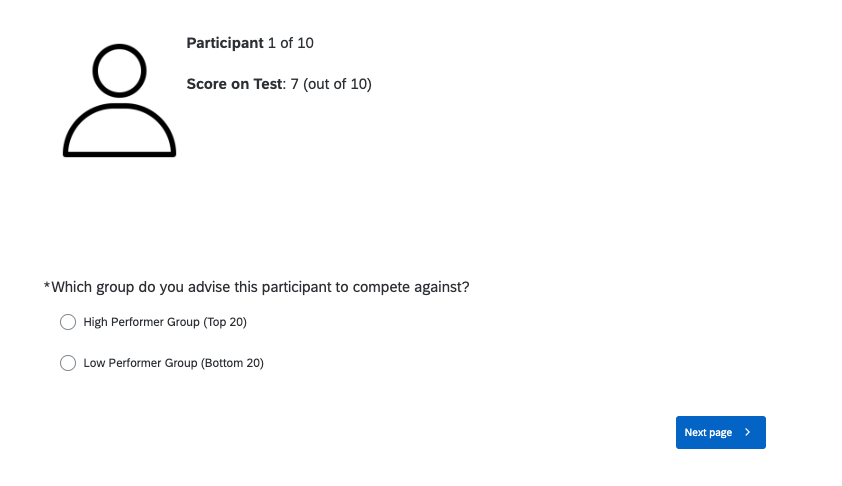 Participant 1 of 10
Score on Test: 7 (out of 10)
*Which group do you advise this participant to compete against?
High Performer Group (Top 20)
Low Performer Group (Bottom 20)
Next page